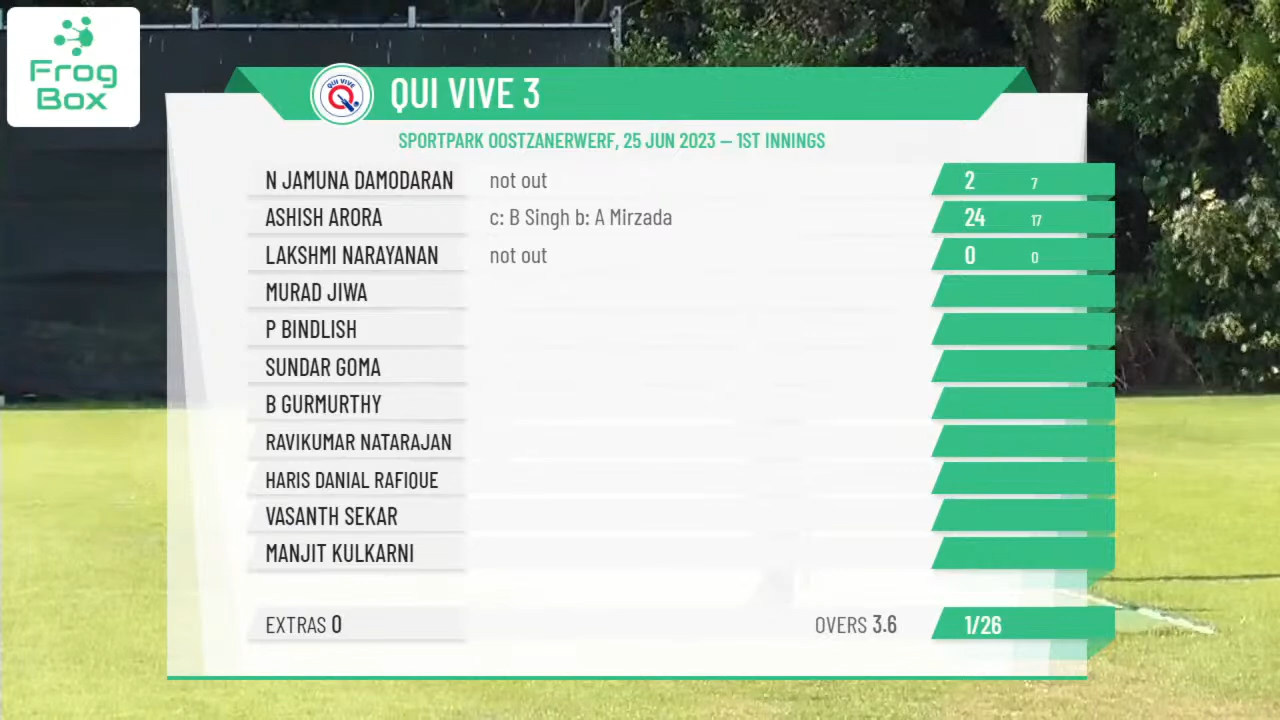 Frog
Box
QUI VIVE
QUI VIVE 3
SPORTPARK OOSTZANERWERF, 25 JUN 2023 – 1ST INNINGS
N JAMUNA DAMODARAN not out 2 7
ASHISH ARORA c: B Singh b: A Mirzada 24 17
LAKSHMI NARAYANAN not out 0 0
MURAD JIWA
P BINDLISH
SUNDAR GOMA
B GURMURTHY
RAVIKUMAR NATARAJAN
HARIS DANIAL RAFIQUE
VASANTH SEKAR
MANJIT KULKARNI
EXTRAS 0 OVERS 3.6 1/26